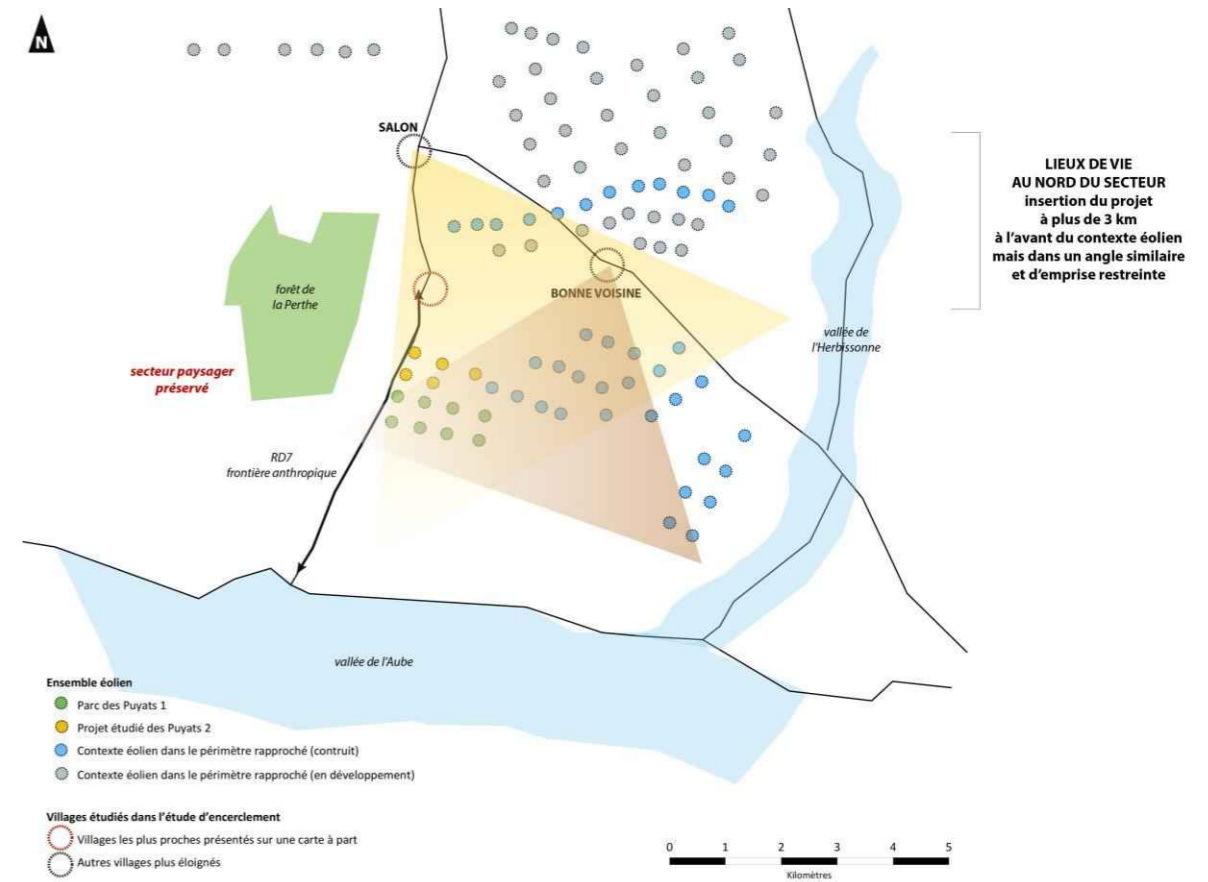 N
SALON
LIEUX DE VIE
AU NORD DU SECTEUR
insertion du projet
à plus de 3 km
à l'avant du contexte éolien
mais dans un angle similaire
et d'emprise restreinte
forêt de
la Perthe
BONNE VOISINE
vallée de
l'Herbissonne
secteur paysager
préservé
RD7
frontière anthropique
vallée de l'Aube
Ensemble éolien
Parc des Puyats 1
Projet étudié des Puyats 2
Contexte éolien dans le périmètre rapproché (contruit)
Contexte éolien dans le périmètre rapproché (en développement)
Villages étudiés dans l'étude d'encerclement
Villages les plus proches présentés sur une carte à part
Autres villages plus éloignés
0 1 2 3 4 5
Kilomètres